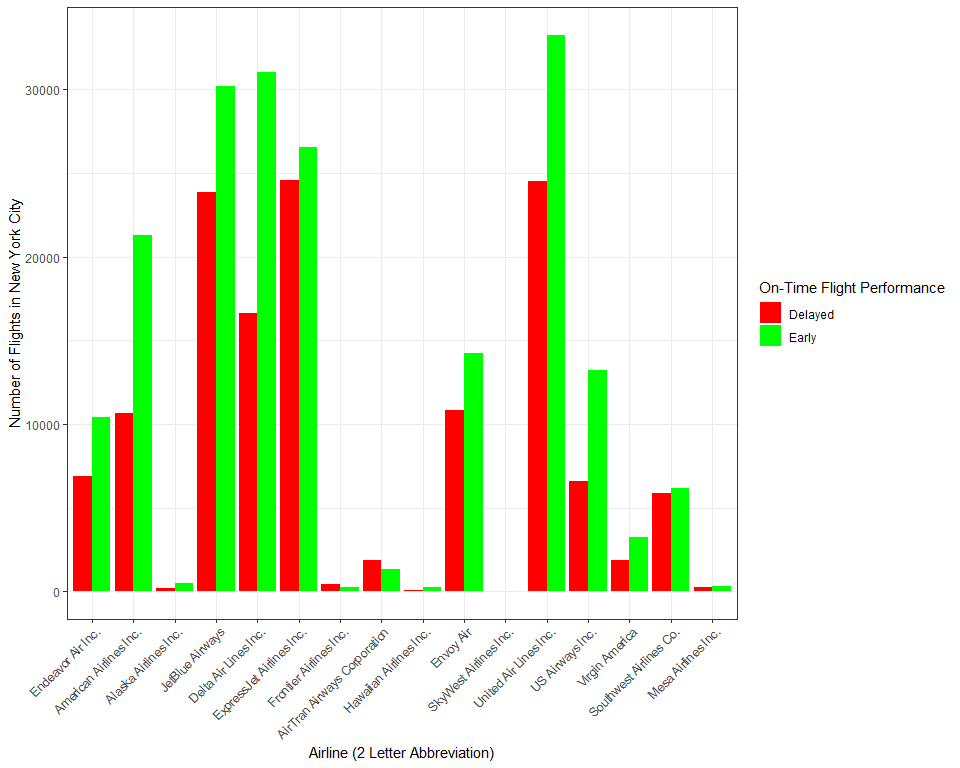 Number of Flights in New York City
30000
20000
10000
0
Endeavor Air Inc.
American Airlines Inc.
Alaska Airlines Inc.
JetBlue Airways
Delta Air Lines Inc.
ExpressJet Airlines Inc.
Frontier Airlines Inc.
AirTran Airways Corporation
Hawaiian Airlines Inc.
Envoy Air
SkyWest Airlines Inc.
United Air Lines Inc.
US Airways Inc.
Virgin America
Southwest Airlines Co.
Mesa Airlines Inc.
Airline (2 Letter Abbreviation)
On-Time Flight Performance
Delayed
Early